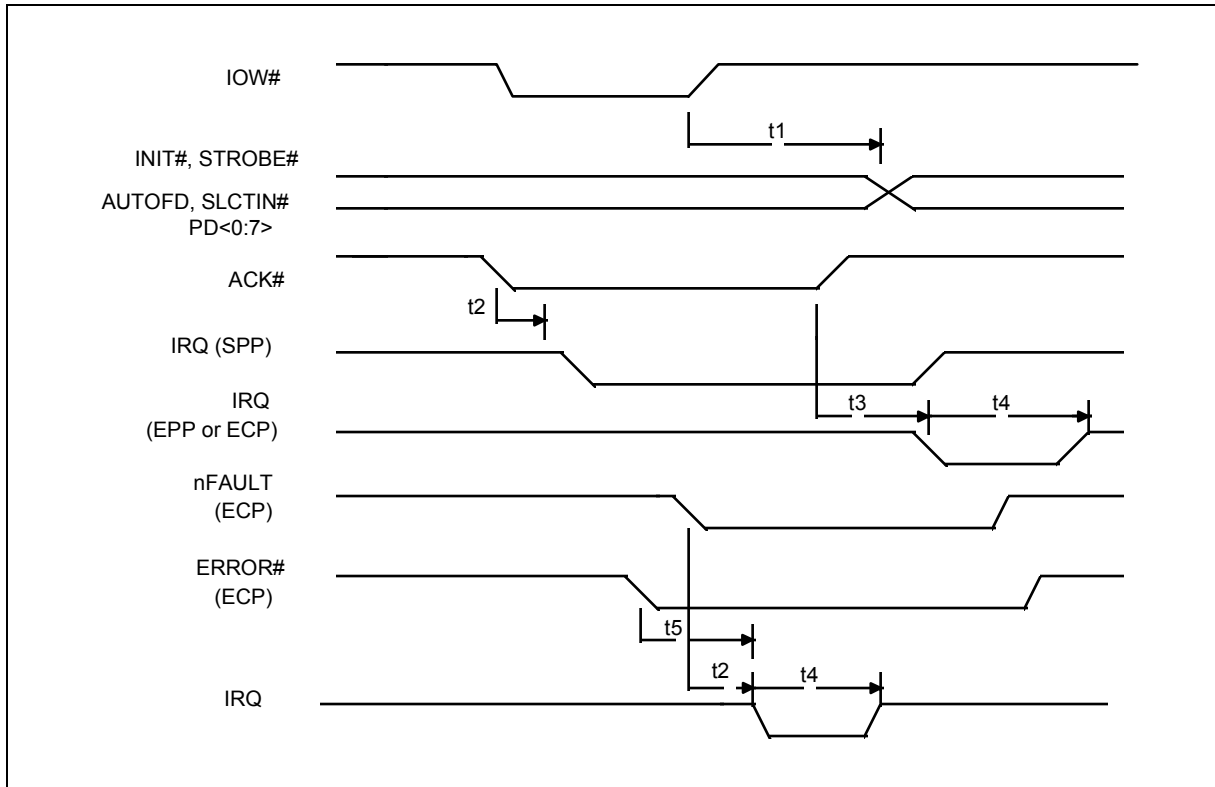 IOW#
t1
INIT#, STROBE#
AUTOFD, SLCTIN#
PD<0:7>
ACK#
t2
IRQ (SPP)
IRQ
(EPP or ECP)
t3
t4
nFAULT
(ECP)
ERROR#
(ECP)
t5
t2
t4
IRQ